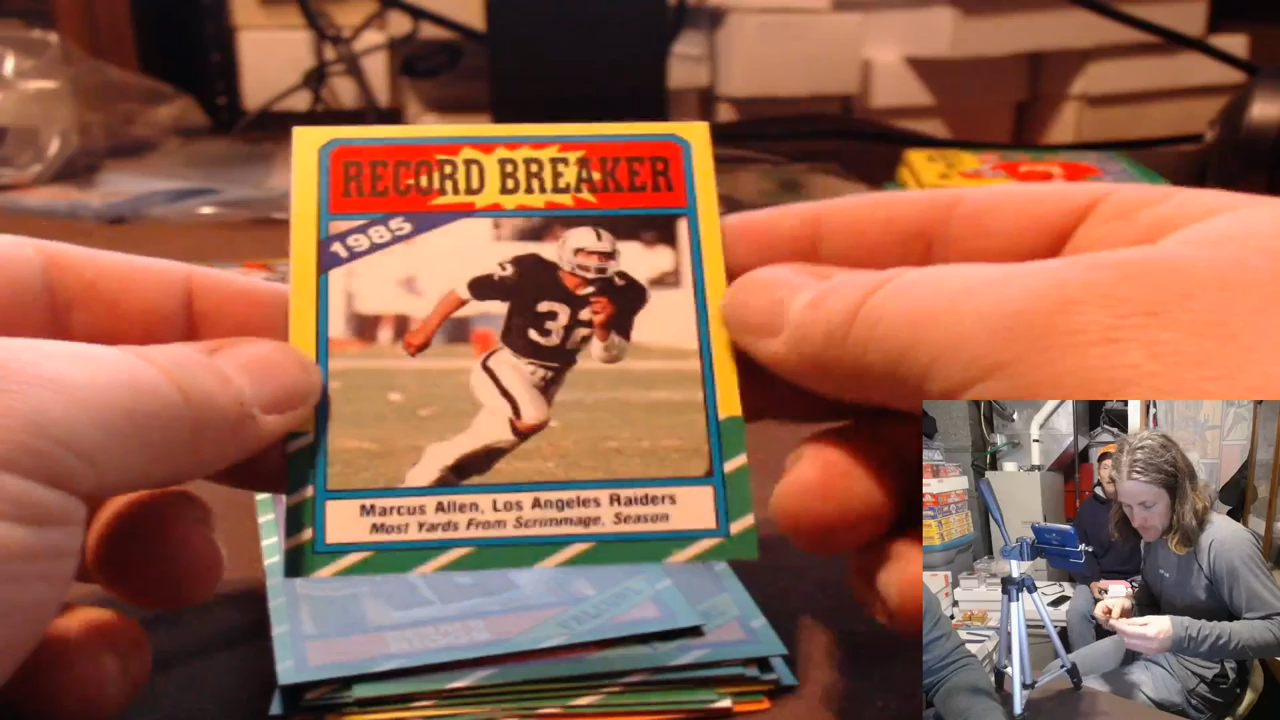 RECORD BREAKER
1985
32
Marcus Allen, Los Angeles Raiders
Most Yards From Scrimmage, Season